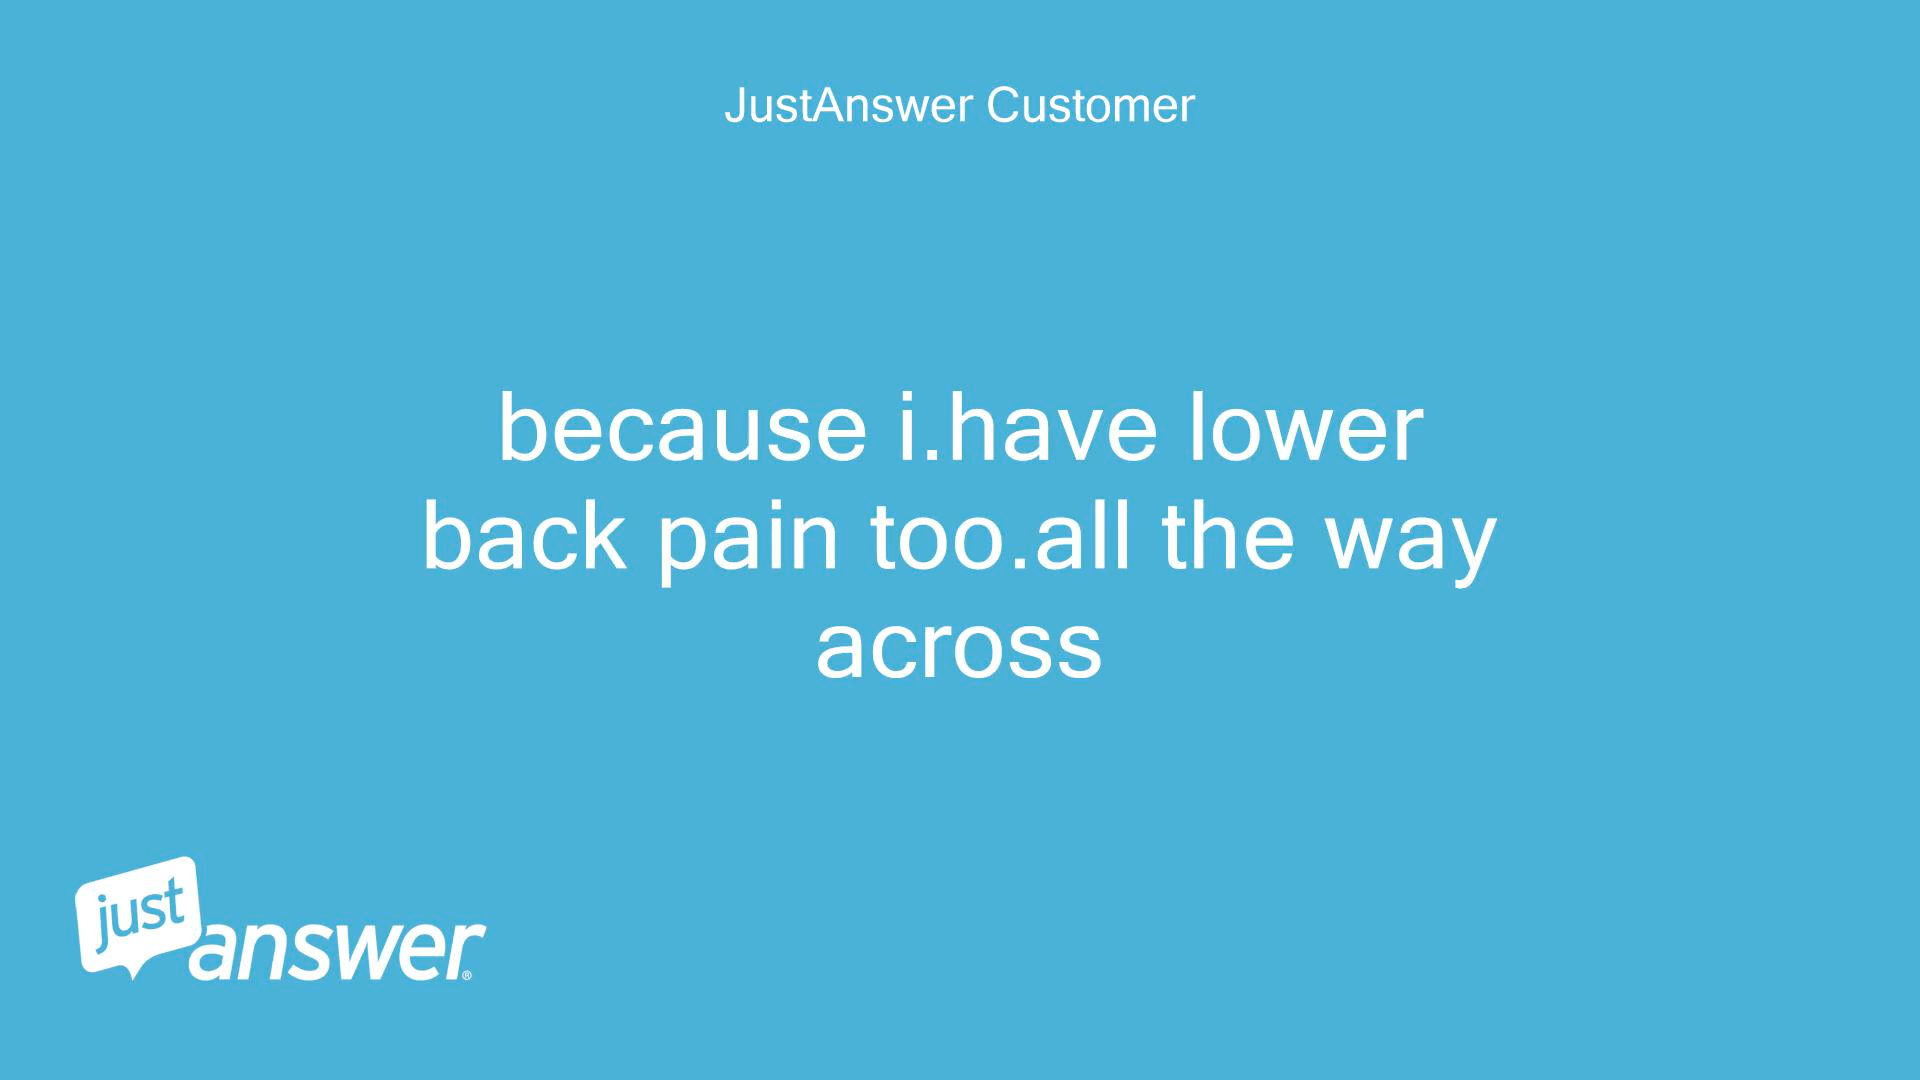 JustAnswer Customer
because i.have lower
back pain too.all the way
across
just
answer®